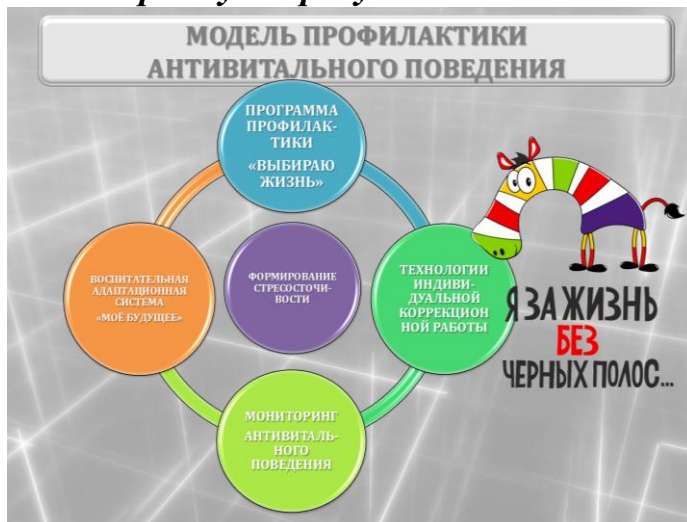 МОДЕЛЬ ПРОФИЛАКТИКИ
АНТИВИТАЛЬНОГО ПОВЕДЕНИЯ
ПРОГРАММА
ПРОФИЛАК-
ТИКИ
«ВЫБИРАЮ
ЖИЗНЬ»
ВОСПИТАТЕЛЬНАЯ
АДАПТАЦИОННАЯ
СИСТЕМА
«МОЁ БУДУЩЕЕ»
ФОРМИРОВАНИЕ
СТРЕСОСТОЧИ-
ВОСТИ
ТЕХНОЛОГИИ
ИНДИВИ-
ДУАЛЬНОЙ
КОРРЕКЦИОН
НОЙ РАБОТЫ
МОНИТОРИНГ
АНТИВИТАЛЬ-
НОГО
ПОВЕДЕНИЯ
Я ЗА ЖИЗНЬ
БЕЗ
ЧЕРНЫХ ПОЛОС...